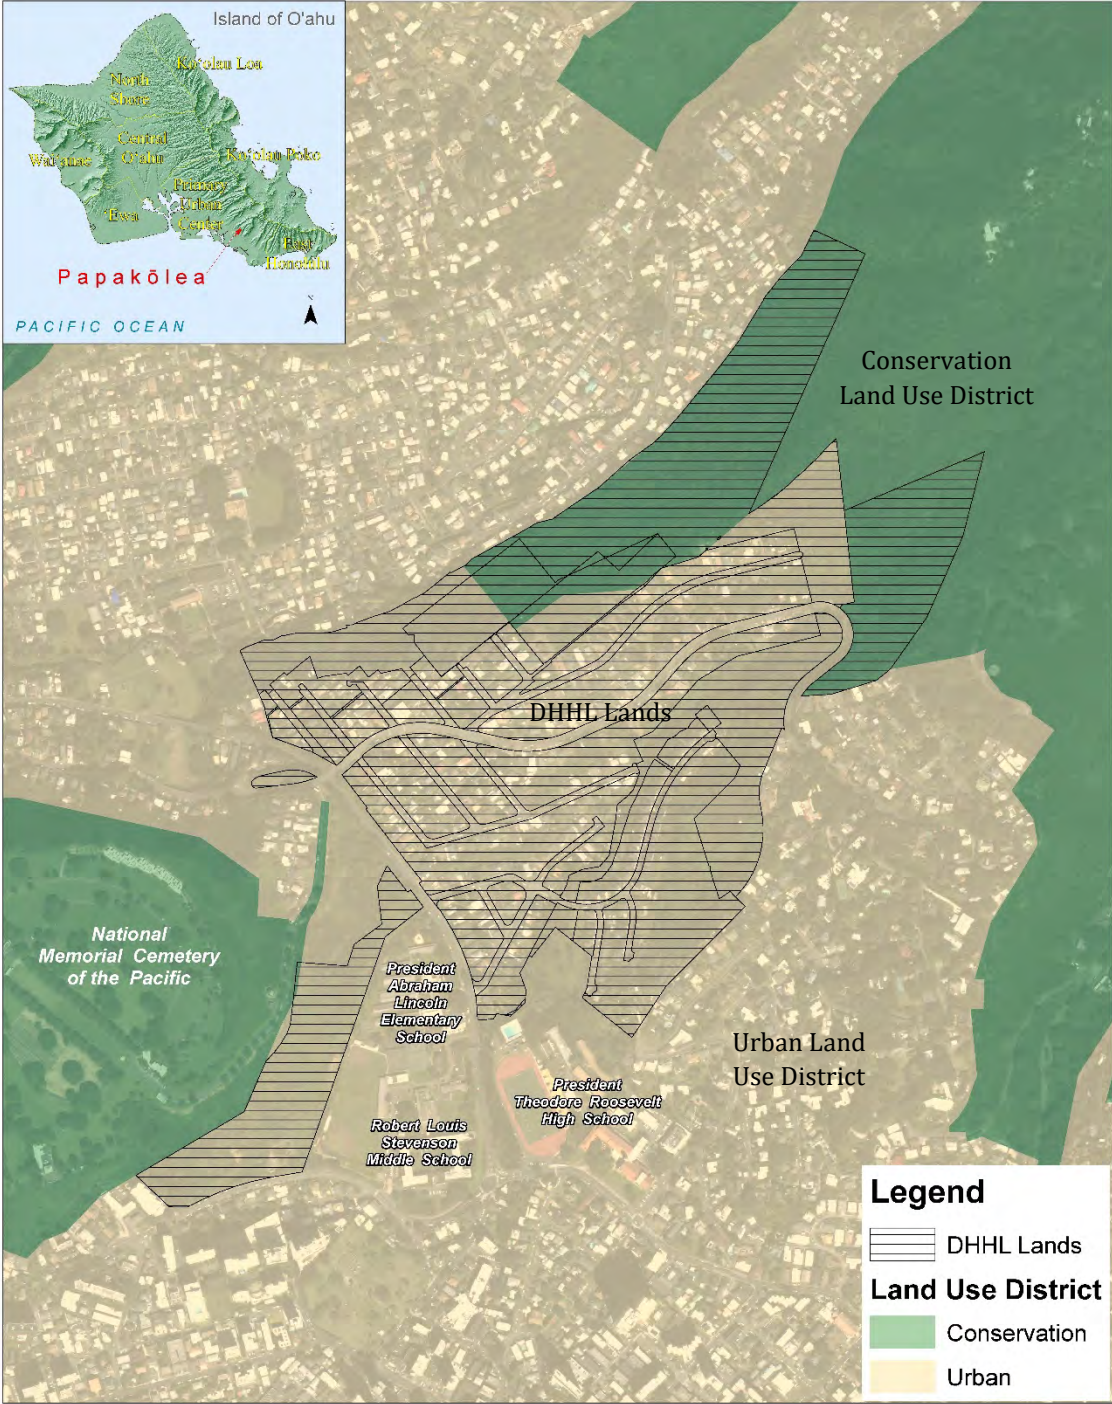 Island of O'ahu
Ko'olau Loa
North
Shore
Central
O'ahu
Wai'anae
Ko'olau Poko
Primary
Urban
Center
'Ewa
East
Honolulu
Papakōlea
N
PACIFIC OCEAN
Conservation
Land Use District
DHHL Lands
National
Memorial Cemetery
of the Pacific
President
Abraham
Lincoln
Elementary
School
Urban Land
Use District
President
Theodore Roosevelt
High School
Robert Louis
Stevenson
Middle School
Legend
DHHL Lands
Land Use District
Conservation
Urban